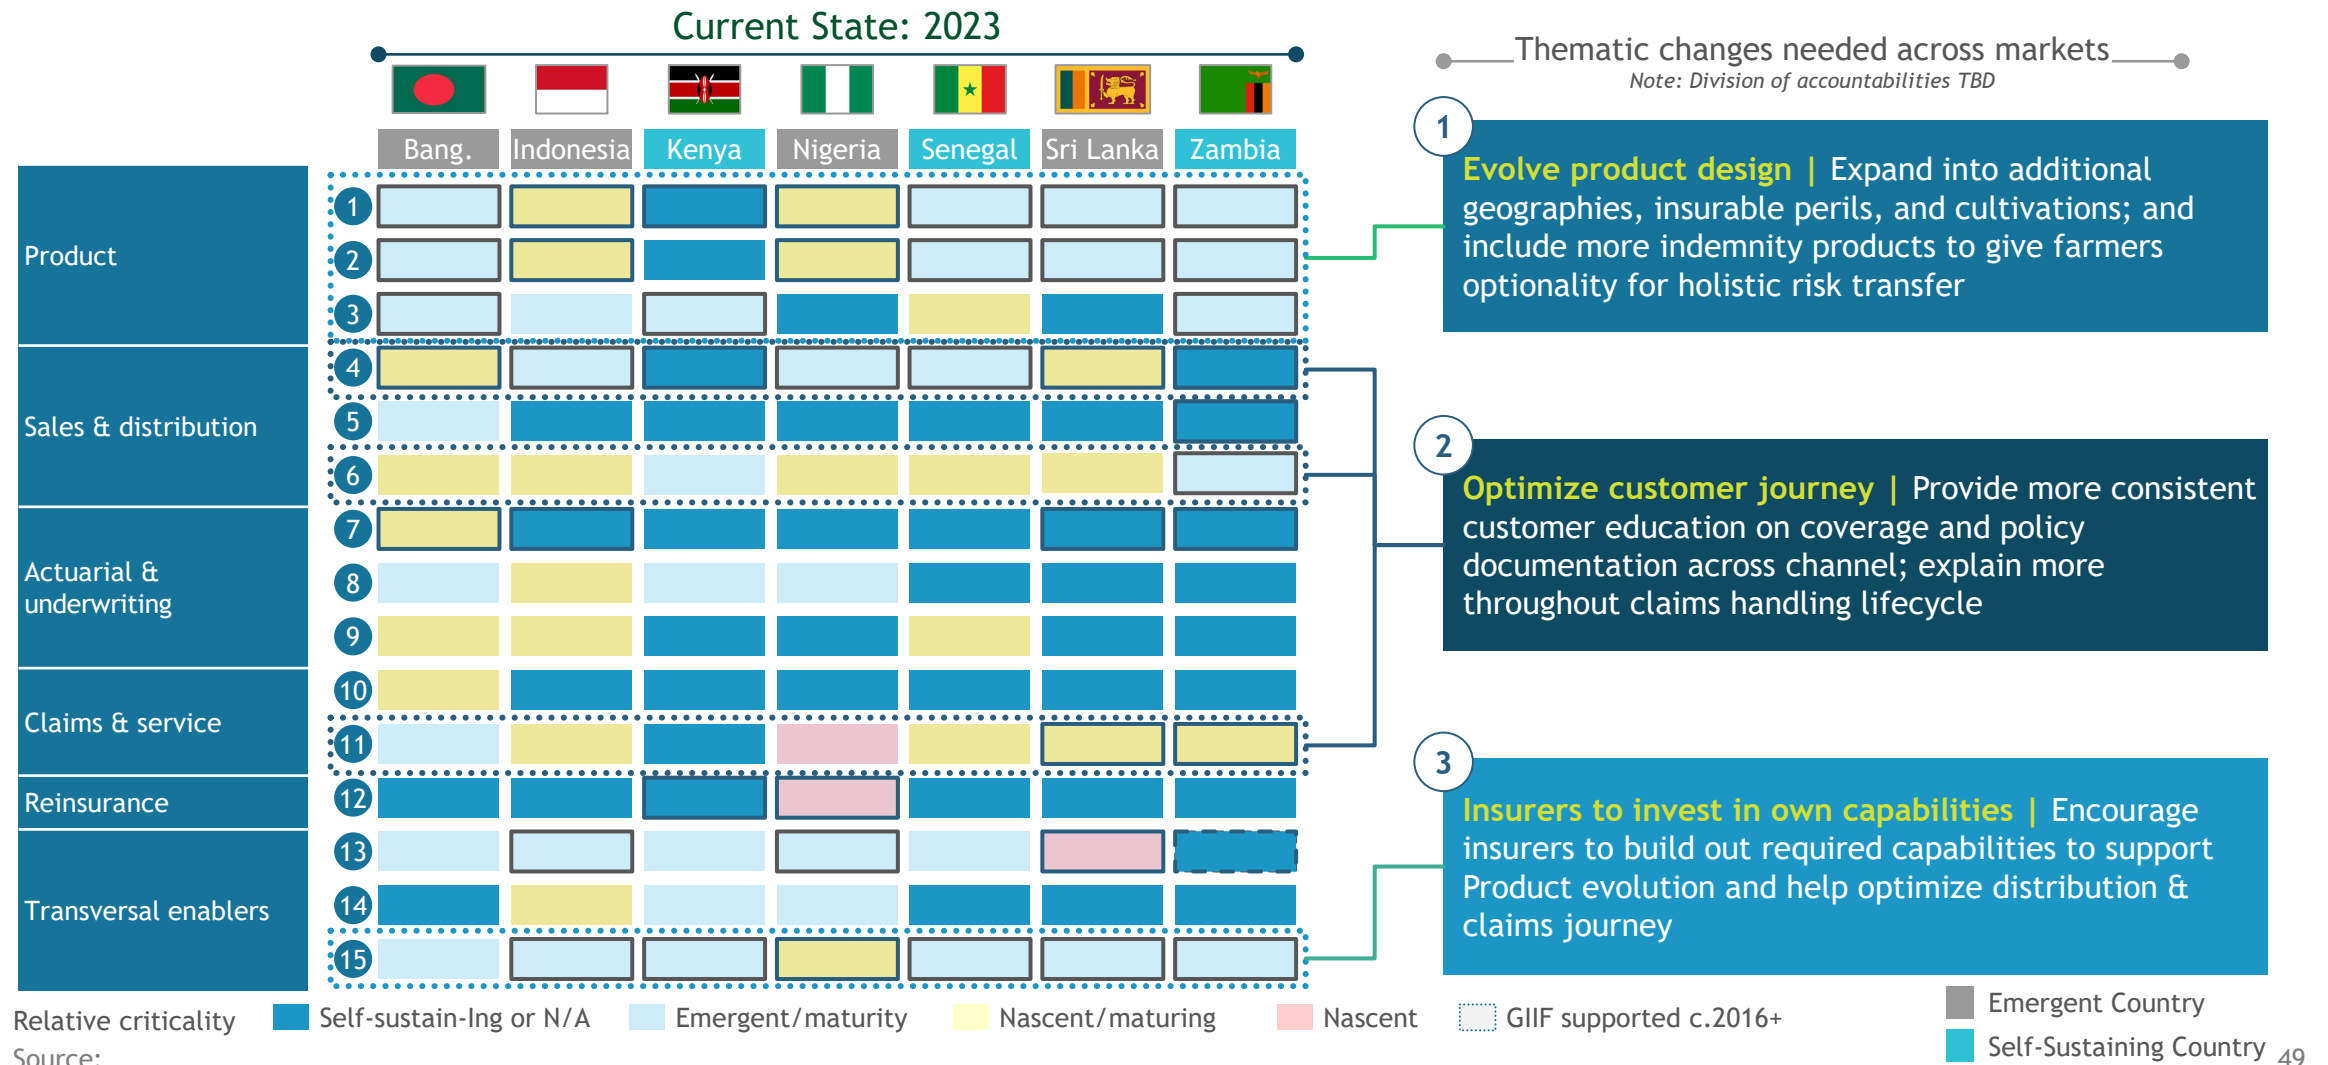 Current State: 2023
Thematic changes needed across markets
Note: Division of accountabilities TBD
Bang.
Indonesia
Kenya
Nigeria
Senegal
Sri Lanka
Zambia
Product
1
2
3
Sales & distribution
4
5
6
Actuarial &
underwriting
7
8
9
Claims & service
10
11
Reinsurance
12
Transversal enablers
13
14
15
1
Evolve product design | Expand into additional
geographies, insurable perils, and cultivations; and
include more indemnity products to give farmers
optionality for holistic risk transfer
2
Optimize customer journey | Provide more consistent
customer education on coverage and policy
documentation across channel; explain more
throughout claims handling lifecycle
3
Insurers to invest in own capabilities | Encourage
insurers to build out required capabilities to support
Product evolution and help optimize distribution &
claims journey
Relative criticality
Self-sustain-Ing or N/A
Emergent/maturity
Nascent/maturing
Nascent
GIIF supported c.2016+
Emergent Country
Self-Sustaining Country
Source:
49